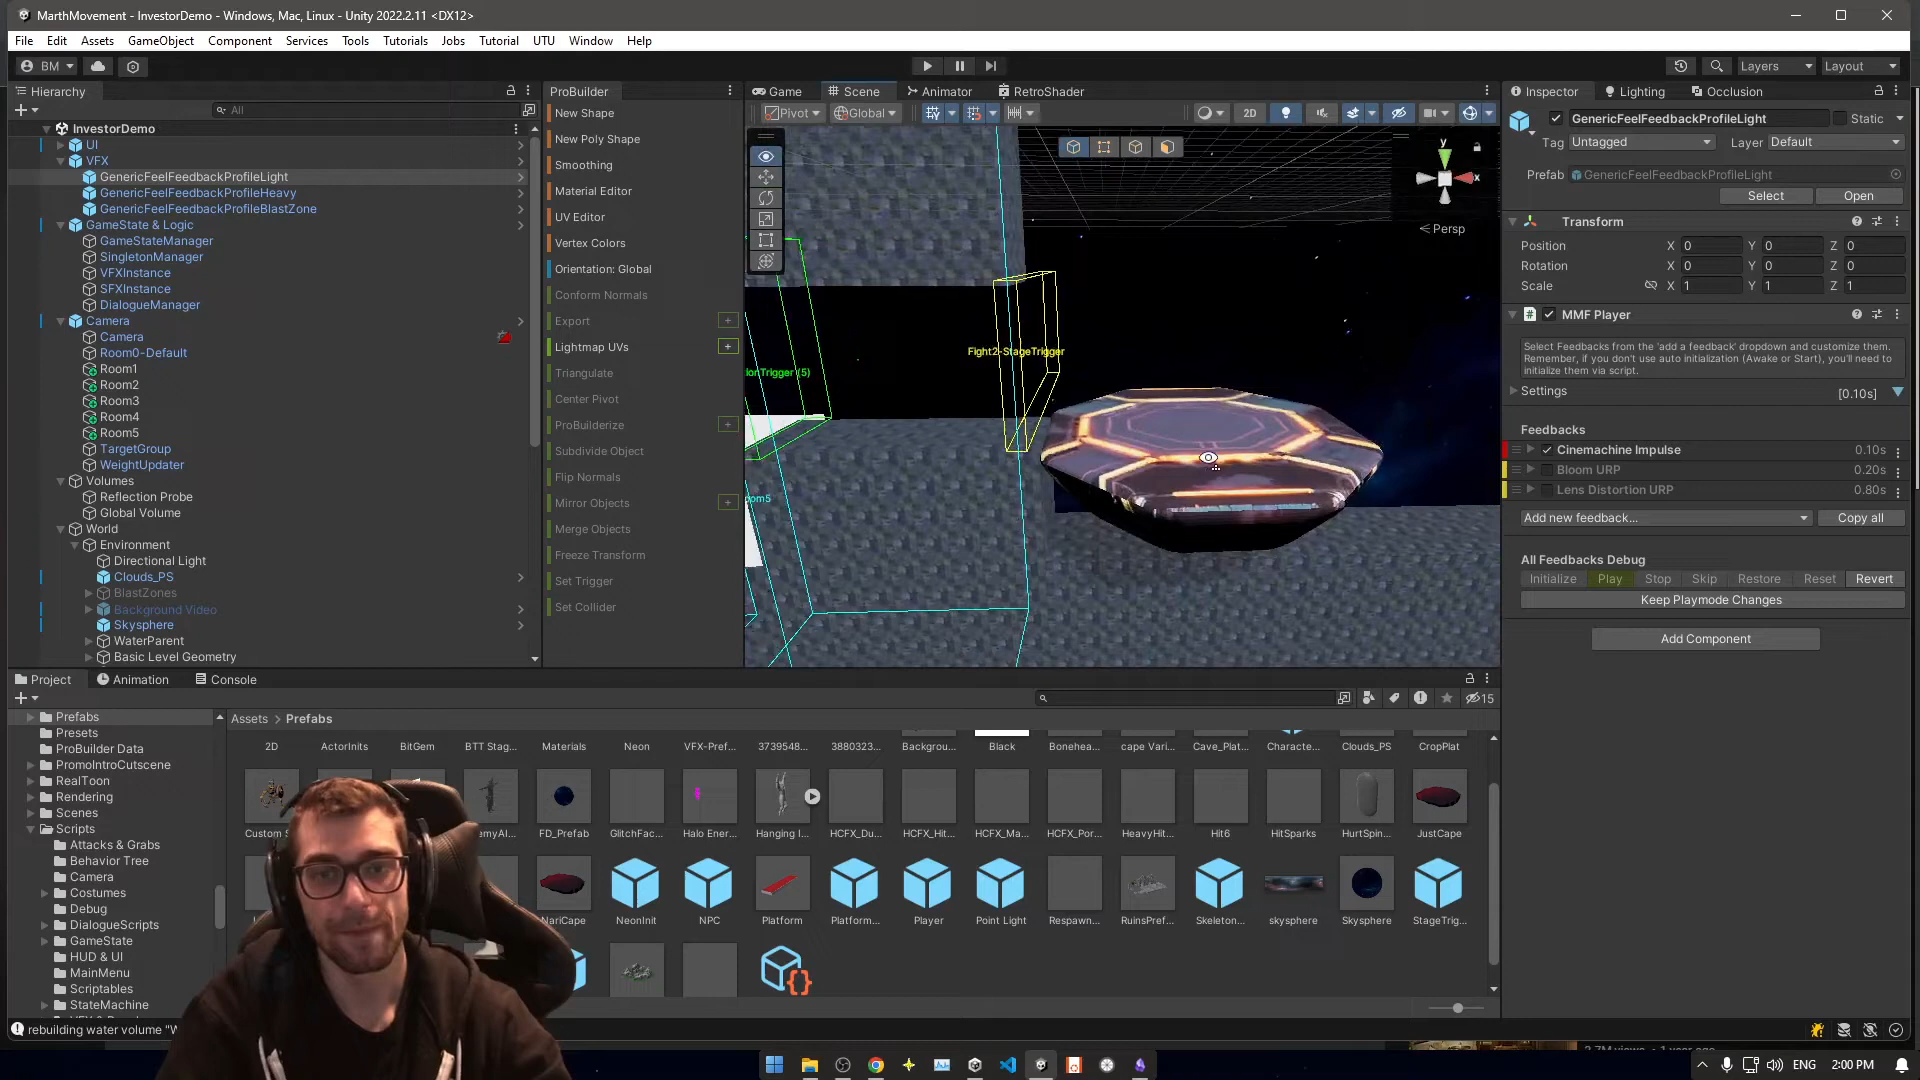 MarthMovement - InvestorDemo - Windows, Mac, Linux - Unity 2022.2.11 <DX12>
File Edit Assets GameObject Component Services Tools Tutorials Jobs Tutorial UTU Window Help
BM
Layers Layout
Hierarchy
All
InvestorDemo
UI
VFX
GenericFeelFeedbackProfileLight
GenericFeelFeedbackProfileHeavy
GenericFeelFeedbackProfileBlastZone
GameState & Logic
GameStateManager
SingletonManager
VFXInstance
SFXInstance
DialogueManager
Camera
Camera
Room0-Default
Room1
Room2
Room3
Room4
Room5
TargetGroup
WeightUpdater
Volumes
Reflection Probe
Global Volume
World
Environment
Directional Light
Clouds_PS
BlastZones
Background Video
Skysphere
WaterParent
Basic Level Geometry
ProBuilder
New Shape
New Poly Shape
Smoothing
Material Editor
UV Editor
Vertex Colors
Orientation: Global
Conform Normals
Export
Lightmap UVs
Triangulate
Center Pivot
ProBuilderize
Subdivide Object
Flip Normals
Mirror Objects
Merge Objects
Freeze Transform
Set Trigger
Set Collider
Game Scene Animator RetroShader
Pivot Global
2D
y
x
Persp
Fight2-StageTrigger
Trigger (5)
Inspector Lighting Occlusion
GenericFeelFeedbackProfileLight Static
Tag Untagged Layer Default
Prefab GenericFeelFeedbackProfileLight
Select Open
Transform
Position X 0 Y 0 Z 0
Rotation X 0 Y 0 Z 0
Scale X 1 Y 1 Z 1
MMF Player
Select Feedbacks from the 'add a feedback' dropdown and customize them.
Remember, if you don't use auto initialization (Awake or Start), you'll need to
initialize them via script.
Settings [0.10s]
Feedbacks
Cinemachine Impulse 0.10s
Bloom URP 0.20s
Lens Distortion URP 0.80s
Add new feedback... Copy all
All Feedbacks Debug
Initialize Play Stop Skip Restore Reset Revert
Keep Playmode Changes
Add Component
Project Animation Console
15
Prefabs
Presets
ProBuilder Data
PromoIntroCutscene
RealToon
Rendering
Scenes
Scripts
Attacks & Grabs
Behavior Tree
Camera
Costumes
Debug
DialogueScripts
GameState
HUD & UI
MainMenu
Scriptables
StateMachine
Assets > Prefabs
2D ActorInits BitGem BTT Stag... Materials Neon VFX-Pref... 3739548... 3880323... Backgrou... Black Bonehea... cape Vari... Cave_Plat... Characte... Clouds_PS CropPlat
Custom FD_Prefab GlitchFac... Halo Ener... Hanging I... HCFX_Du... HCFX_Hit... HCFX_Ma... HCFX_Por... HeavyHit... Hit6 HitSparks HurtSpin... JustCape
NariCape NeonInit NPC Platform Platform... Player Point Light Respawn... RuinsPref... Skeleton... skysphere Skysphere StageTrig...
rebuilding water volume "W
ENG 2:00 PM